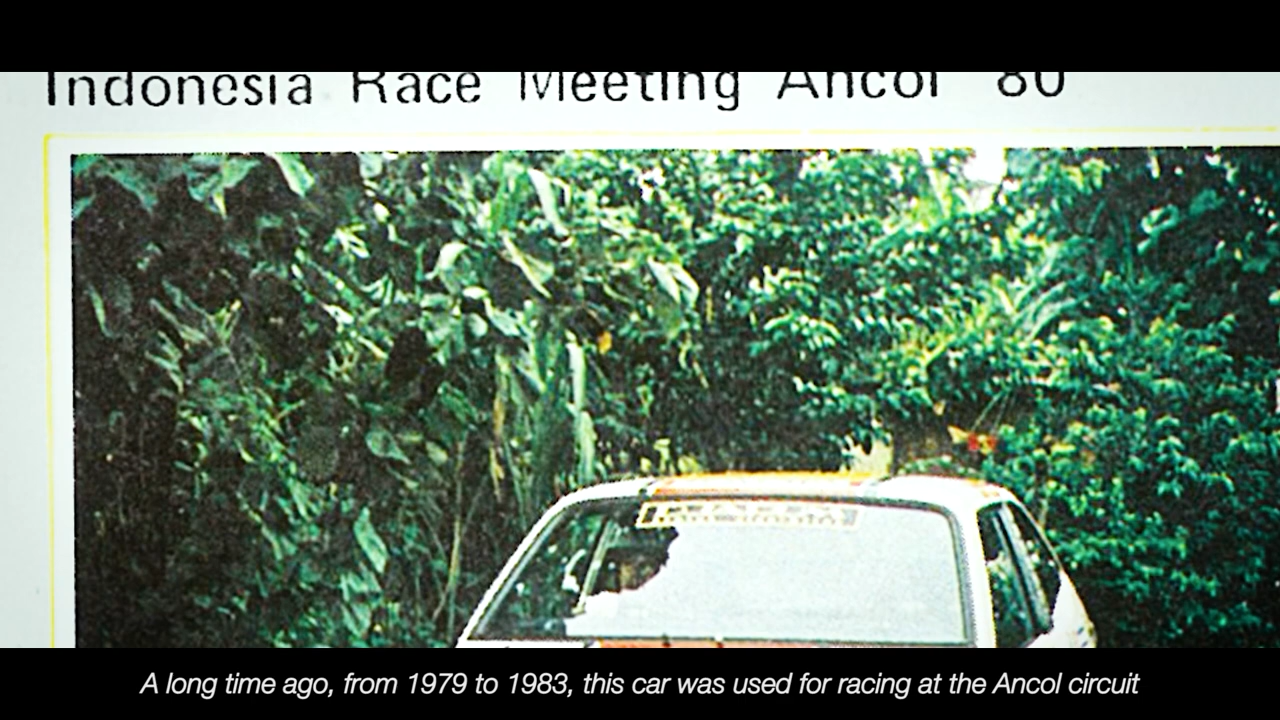 Indonesia Race Meeting Ancol '80
A long time ago, from 1979 to 1983, this car was used for racing at the Ancol circuit